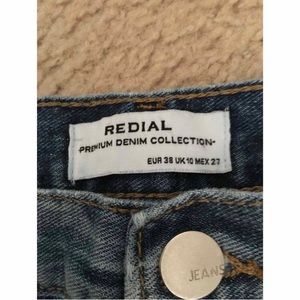 REDIAL
-PREMIUM DENIM COLLECTION-
EUR 38 UK 10 MEX 27
JEANS